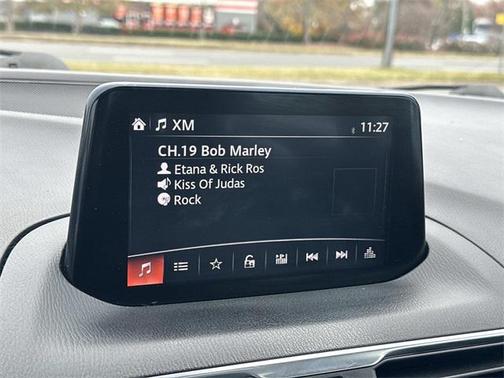 XM 11:27
CH.19 Bob Marley
Etana & Rick Ros
Kiss Of Judas
Rock